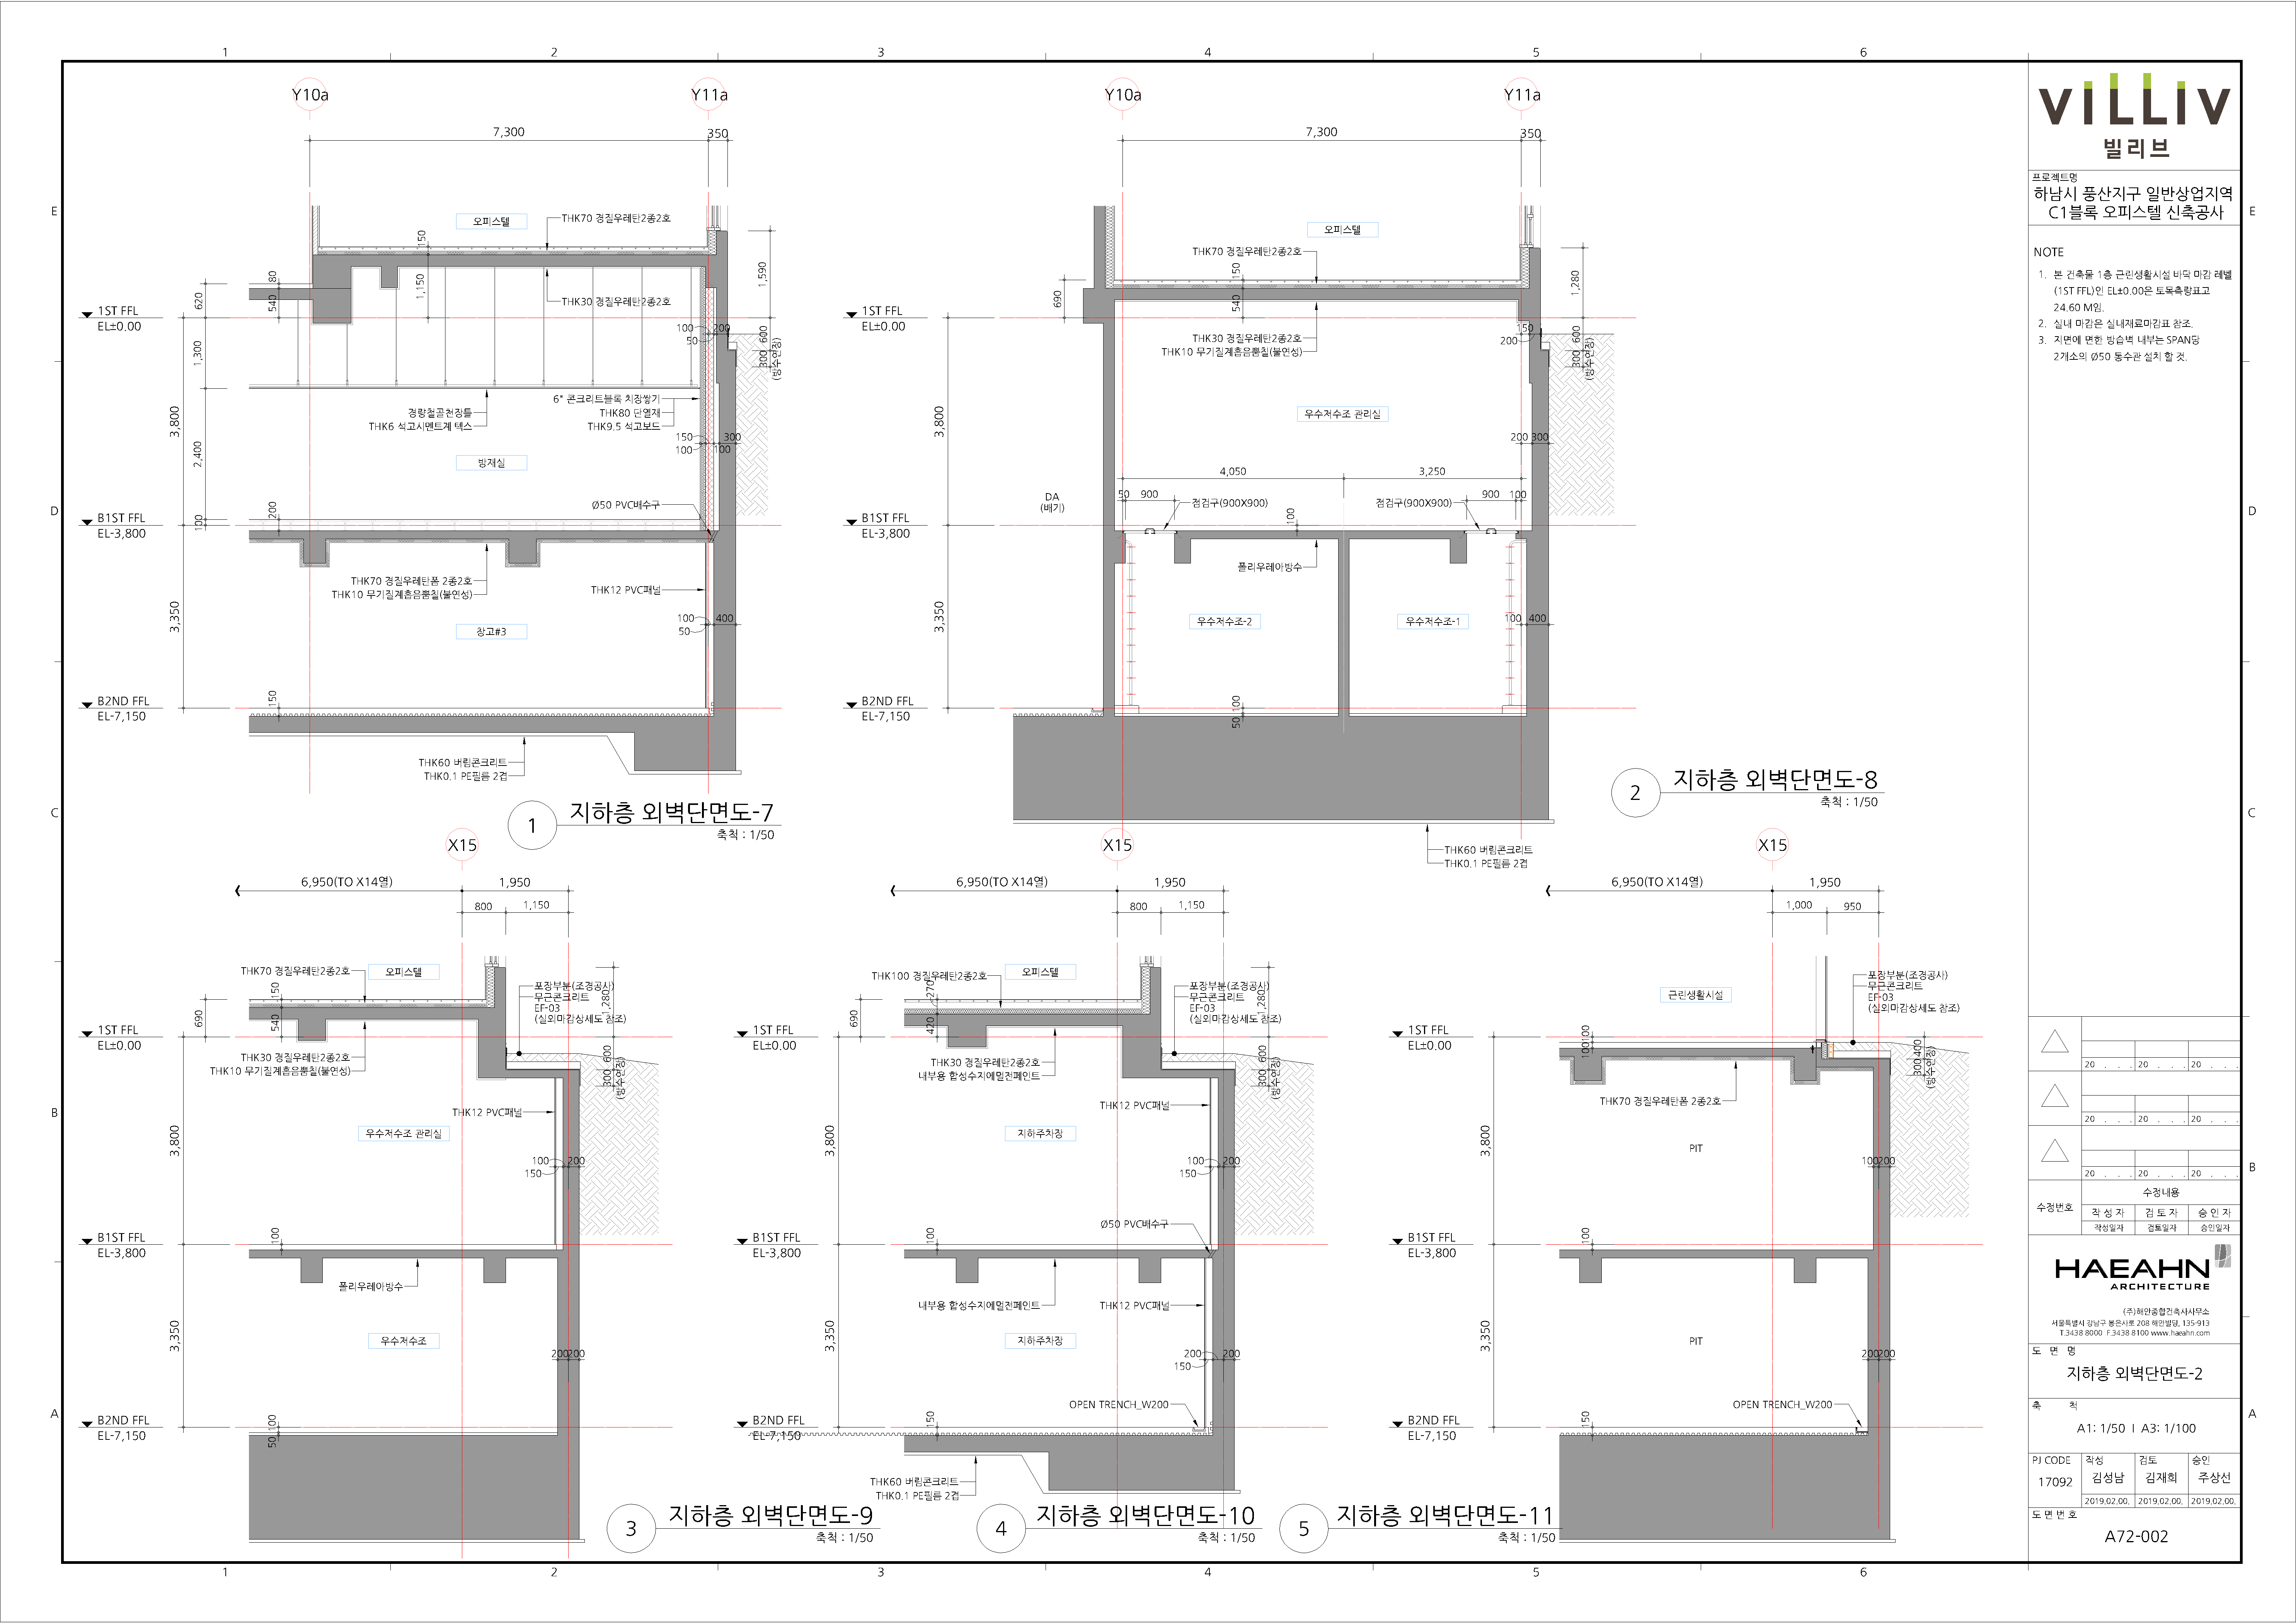 1 2 3 4 5 6
E
D
C
B
A
Y10a
Y11a
7,300
350
오피스텔
THK70 경질우레탄2종2호
150
1,150
80
540
620
1,590
THK30 경질우레탄2종2호
1ST FFL
EL±0.00
100 200
50
600
300
(방수연장)
1,300
3,800
2,400
6" 콘크리트블록 치장쌓기
THK80 단열재
THK9.5 석고보드
경량철골천장틀
THK6 석고시멘트계 텍스
150 300
100 100
방재실
200
100
Ø50 PVC배수구
B1ST FFL
EL-3,800
THK70 경질우레탄폼 2종2호
THK10 무기질계흡음뿜칠(불연성)
THK12 PVC패널
3,350
100 400
50
창고#3
150
B2ND FFL
EL-7,150
THK60 버림콘크리트
THK0.1 PE필름 2겹
1
지하층 외벽단면도-7
축척 : 1/50
Y10a
Y11a
7,300
350
오피스텔
THK70 경질우레탄2종2호
150
540
690
1,280
1ST FFL
EL±0.00
THK30 경질우레탄2종2호
THK10 무기질계흡음뿜칠(불연성)
150
200
600
300
(방수연장)
3,800
우수저수조 관리실
200 300
4,050
3,250
DA
(배기)
50 900
점검구(900X900)
점검구(900X900)
900 100
100
B1ST FFL
EL-3,800
폴리우레아방수
3,350
우수저수조-2
우수저수조-1
100 400
50 100
B2ND FFL
EL-7,150
2
지하층 외벽단면도-8
축척 : 1/50
THK60 버림콘크리트
THK0.1 PE필름 2겹
X15
6,950(TO X14열)
1,950
800
1,150
THK70 경질우레탄2종2호
오피스텔
포장부분(조경공사)
무근콘크리트
EF-03
(실외마감상세도 참조)
150
540
690
1,280
1ST FFL
EL±0.00
THK30 경질우레탄2종2호
THK10 무기질계흡음뿜칠(불연성)
600
300
(방수연장)
THK12 PVC패널
3,800
우수저수조 관리실
100 200
150
100
B1ST FFL
EL-3,800
폴리우레아방수
3,350
우수저수조
200200
50 100
B2ND FFL
EL-7,150
3
지하층 외벽단면도-9
축척 : 1/50
X15
6,950(TO X14열)
1,950
800
1,150
THK100 경질우레탄2종2호
오피스텔
포장부분(조경공사)
무근콘크리트
EF-03
(실외마감상세도 참조)
270
420
690
1,280
1ST FFL
EL±0.00
THK30 경질우레탄2종2호
내부용 합성수지에멀젼페인트
600
300
(방수연장)
THK12 PVC패널
3,800
지하주차장
100 200
150
Ø50 PVC배수구
100
B1ST FFL
EL-3,800
내부용 합성수지에멀젼페인트
THK12 PVC패널
3,350
지하주차장
200 200
150
OPEN TRENCH_W200
150
B2ND FFL
EL-7,150
THK60 버림콘크리트
THK0.1 PE필름 2겹
4
지하층 외벽단면도-10
축척 : 1/50
X15
6,950(TO X14열)
1,950
1,000
950
근린생활시설
포장부분(조경공사)
무근콘크리트
EF-03
(실외마감상세도 참조)
1ST FFL
EL±0.00
100100
THK70 경질우레탄폼 2종2호
400
300
(방수연장)
3,800
PIT
100200
100
B1ST FFL
EL-3,800
3,350
PIT
200200
OPEN TRENCH_W200
150
B2ND FFL
EL-7,150
5
지하층 외벽단면도-11
축척 : 1/50
VILLIV
빌리브
프로젝트명
하남시 풍산지구 일반상업지역
C1블록 오피스텔 신축공사
NOTE
1. 본 건축물 1층 근린생활시설 바닥 마감 레벨
(1ST FFL)인 EL±0.00은 토목측량표고
24.60 M임.
2. 실내 마감은 실내재료마감표 참조.
3. 지면에 면한 방습벽 내부는 SPAN당
2개소의 Ø50 통수관 설치 할 것.
20 . . . 20 . . . 20 . . .
20 . . . 20 . . . 20 . . .
20 . . . 20 . . . 20 . . .
수정번호
수정내용
작 성 자 검 토 자 승 인 자
작성일자 검토일자 승인일자
HAEAHN
ARCHITECTURE
(주)해안종합건축사사무소
서울특별시 강남구 봉은사로 208 해안빌딩, 135-913
T.3438 8000 F.3438 8100 www.haeahn.com
도 면 명
지하층 외벽단면도-2
축 척
A1: 1/50 I A3: 1/100
PJ CODE 작성 검토 승인
17092 김성남 김재희 주상선
2019.02.00. 2019.02.00. 2019.02.00.
도 면 번 호
A72-002
E
D
C
B
A
1 2 3 4 5 6